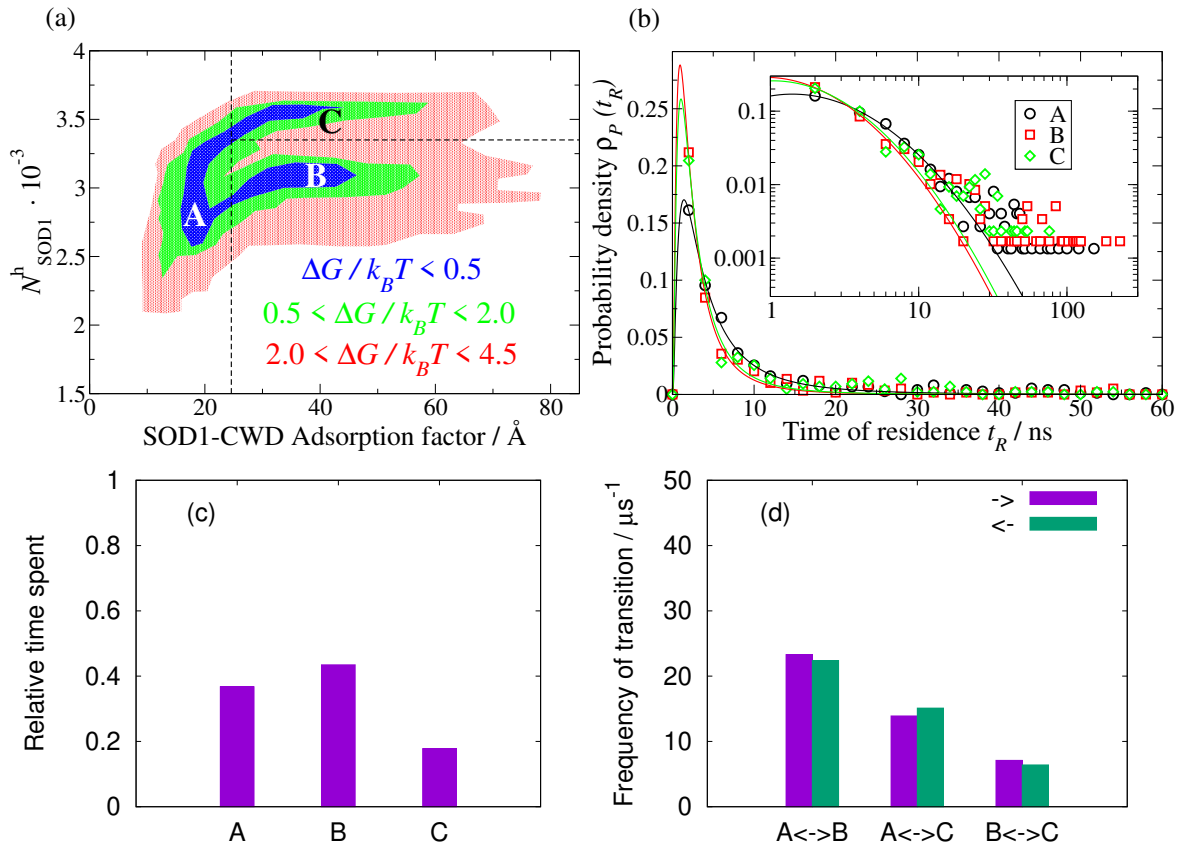 (a)
4
3.5
3
2.5
2
1.5
N^h_SOD1 · 10^-3
A
B
C
ΔG / k_BT < 0.5
0.5 < ΔG / k_BT < 2.0
2.0 < ΔG / k_BT < 4.5
0 20 40 60 80
SOD1-CWD Adsorption factor / Å
(b)
0.25
0.2
0.15
0.1
0.05
0
Probability density ρ_P (t_R)
0.1
0.01
0.001
1 10 100
A
B
C
0 10 20 30 40 50 60
Time of residence t_R / ns
(c)
1
0.8
0.6
0.4
0.2
0
Relative time spent
A B C
(d)
50
40
30
20
10
0
Frequency of transition / μs^-1
->
<-
A<->B A<->C B<->C